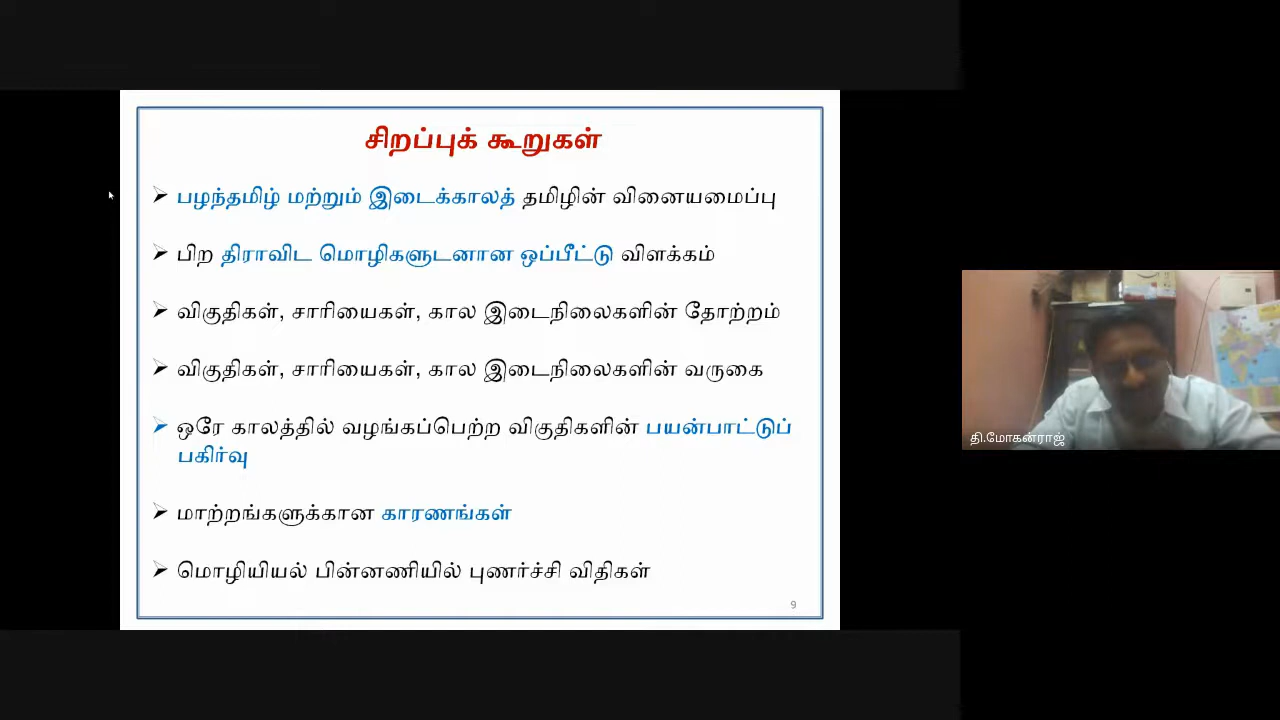 சிறப்புக் கூறுகள்
பழந்தமிழ் மற்றும் இடைக்காலத் தமிழின் வினையமைப்பு
பிற திராவிட மொழிகளுடனான ஒப்பீட்டு விளக்கம்
விகுதிகள், சாரியைகள், கால இடைநிலைகளின் தோற்றம்
விகுதிகள், சாரியைகள், கால இடைநிலைகளின் வருகை
ஒரே காலத்தில் வழங்கப்பெற்ற விகுதிகளின் பயன்பாட்டுப்
பகிர்வு
மாற்றங்களுக்கான காரணங்கள்
மொழியியல் பின்னணியில் புணர்ச்சி விதிகள்
9
தி.மோகன்ராஜ்